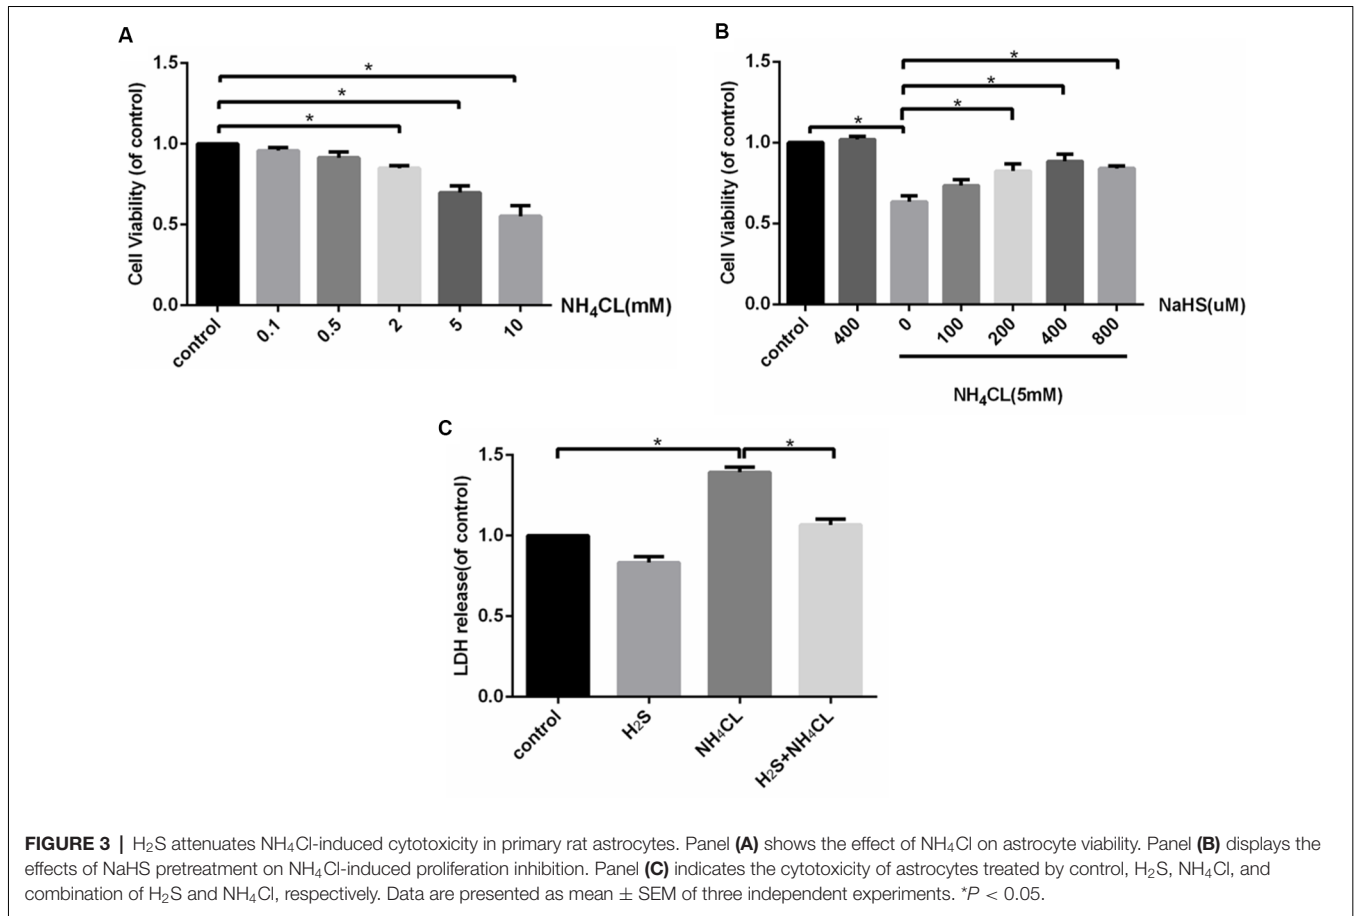 A
1.5
1.0
0.5
0.0
Cell Viability (of control)
*
*
*
control
0.1
0.5
2
5
10
NH₄CL(mM)
B
1.5
1.0
0.5
0.0
Cell Viability (of control)
*
*
*
*
control
400
0
100
200
400
800
NaHS(uM)
NH₄CL(5mM)
C
1.5
1.0
0.5
0.0
LDH release(of control)
*
*
control
H₂S
NH₄CL
H₂S+NH₄CL
FIGURE 3 | H₂S attenuates NH₄Cl-induced cytotoxicity in primary rat astrocytes. Panel (A) shows the effect of NH₄Cl on astrocyte viability. Panel (B) displays the
effects of NaHS pretreatment on NH₄Cl-induced proliferation inhibition. Panel (C) indicates the cytotoxicity of astrocytes treated by control, H₂S, NH₄Cl, and
combination of H₂S and NH₄Cl, respectively. Data are presented as mean ± SEM of three independent experiments. *P < 0.05.